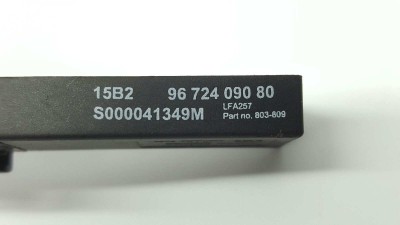 15B2 96 724 090 80
S000041349M LFA257
Part no. 803-809